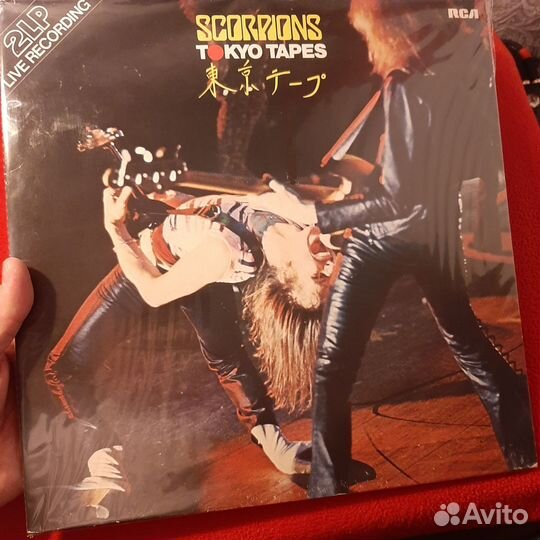 2LP
LIVE RECORDING
SCORPIONS
TOKYO TAPES
東京テープ
RCA
Avito